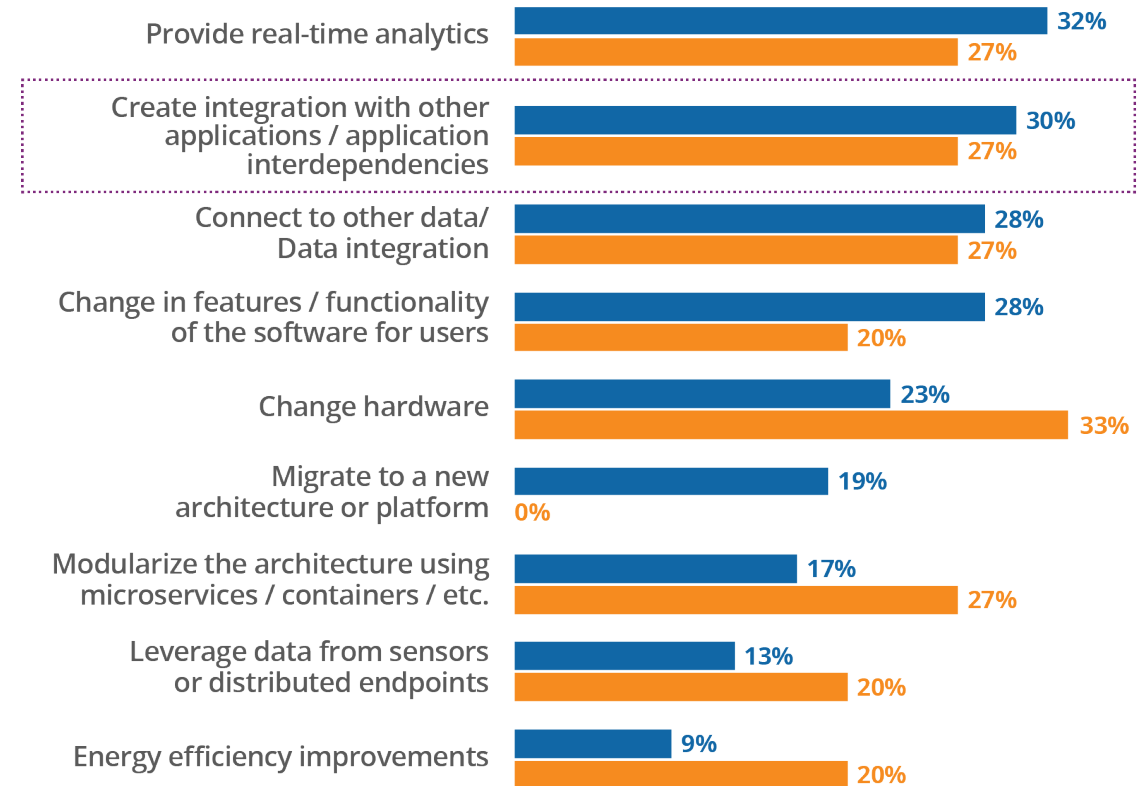 Provide real-time analytics
32%
27%
Create integration with other
applications / application
interdependencies
30%
27%
Connect to other data/
Data integration
28%
27%
Change in features / functionality
of the software for users
28%
20%
Change hardware
23%
33%
Migrate to a new
architecture or platform
19%
0%
Modularize the architecture using
microservices / containers / etc.
17%
27%
Leverage data from sensors
or distributed endpoints
13%
20%
Energy efficiency improvements
9%
20%